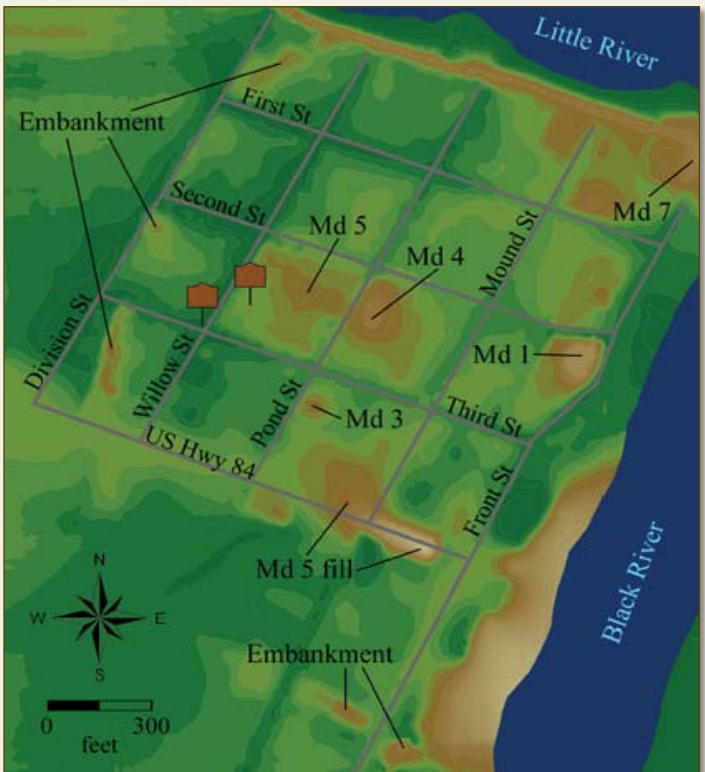 Little River
Embankment
First St
Second St
Md 7
Md 5
Mound St
Md 4
Division St
Md 1
Willow St
Pond St
Md 3
Third St
US Hwy 84
Front St
Md 5 fill
Black River
N
W E
S
Embankment
0 300
feet